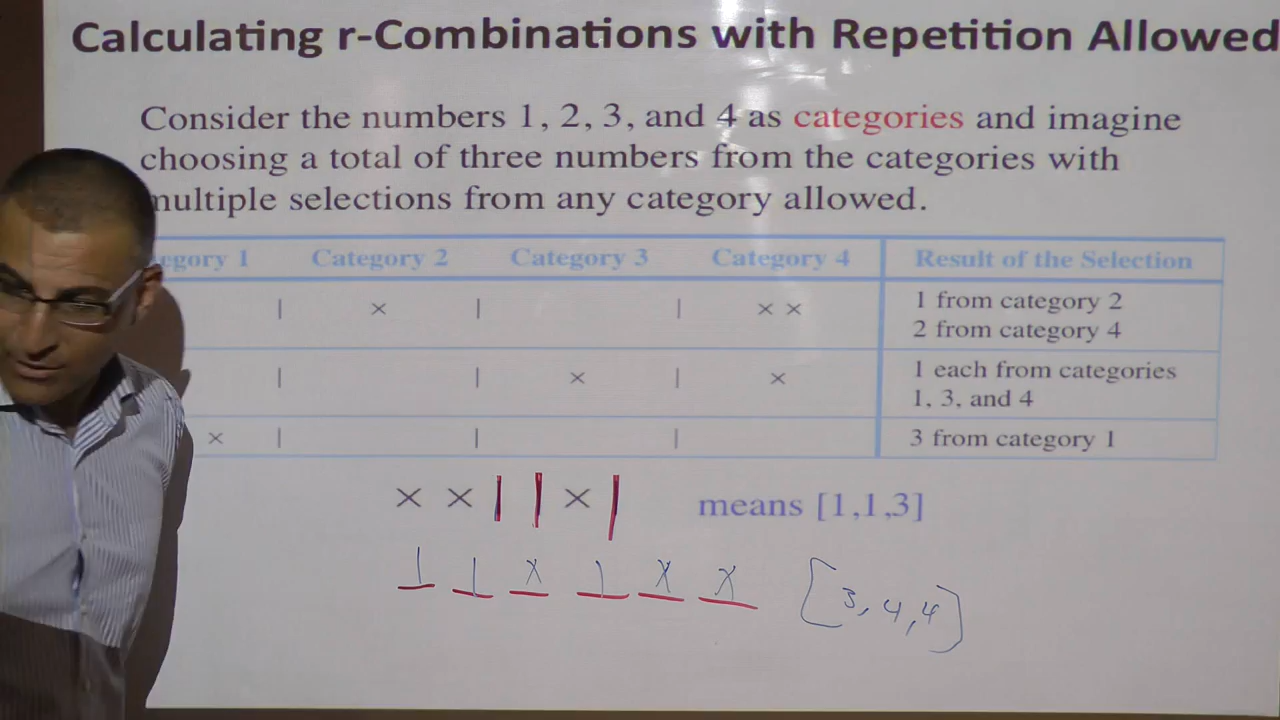 Calculating r-Combinations with Repetition Allowed
Consider the numbers 1, 2, 3, and 4 as categories and imagine
choosing a total of three numbers from the categories with
multiple selections from any category allowed.
egory 1 Category 2 Category 3 Category 4 Result of the Selection
| × | | × × 1 from category 2
2 from category 4
| | × | × 1 each from categories
1, 3, and 4
× | | | 3 from category 1
× × | | × | means [1,1,3]
| | x | x x [3, 4, 4]